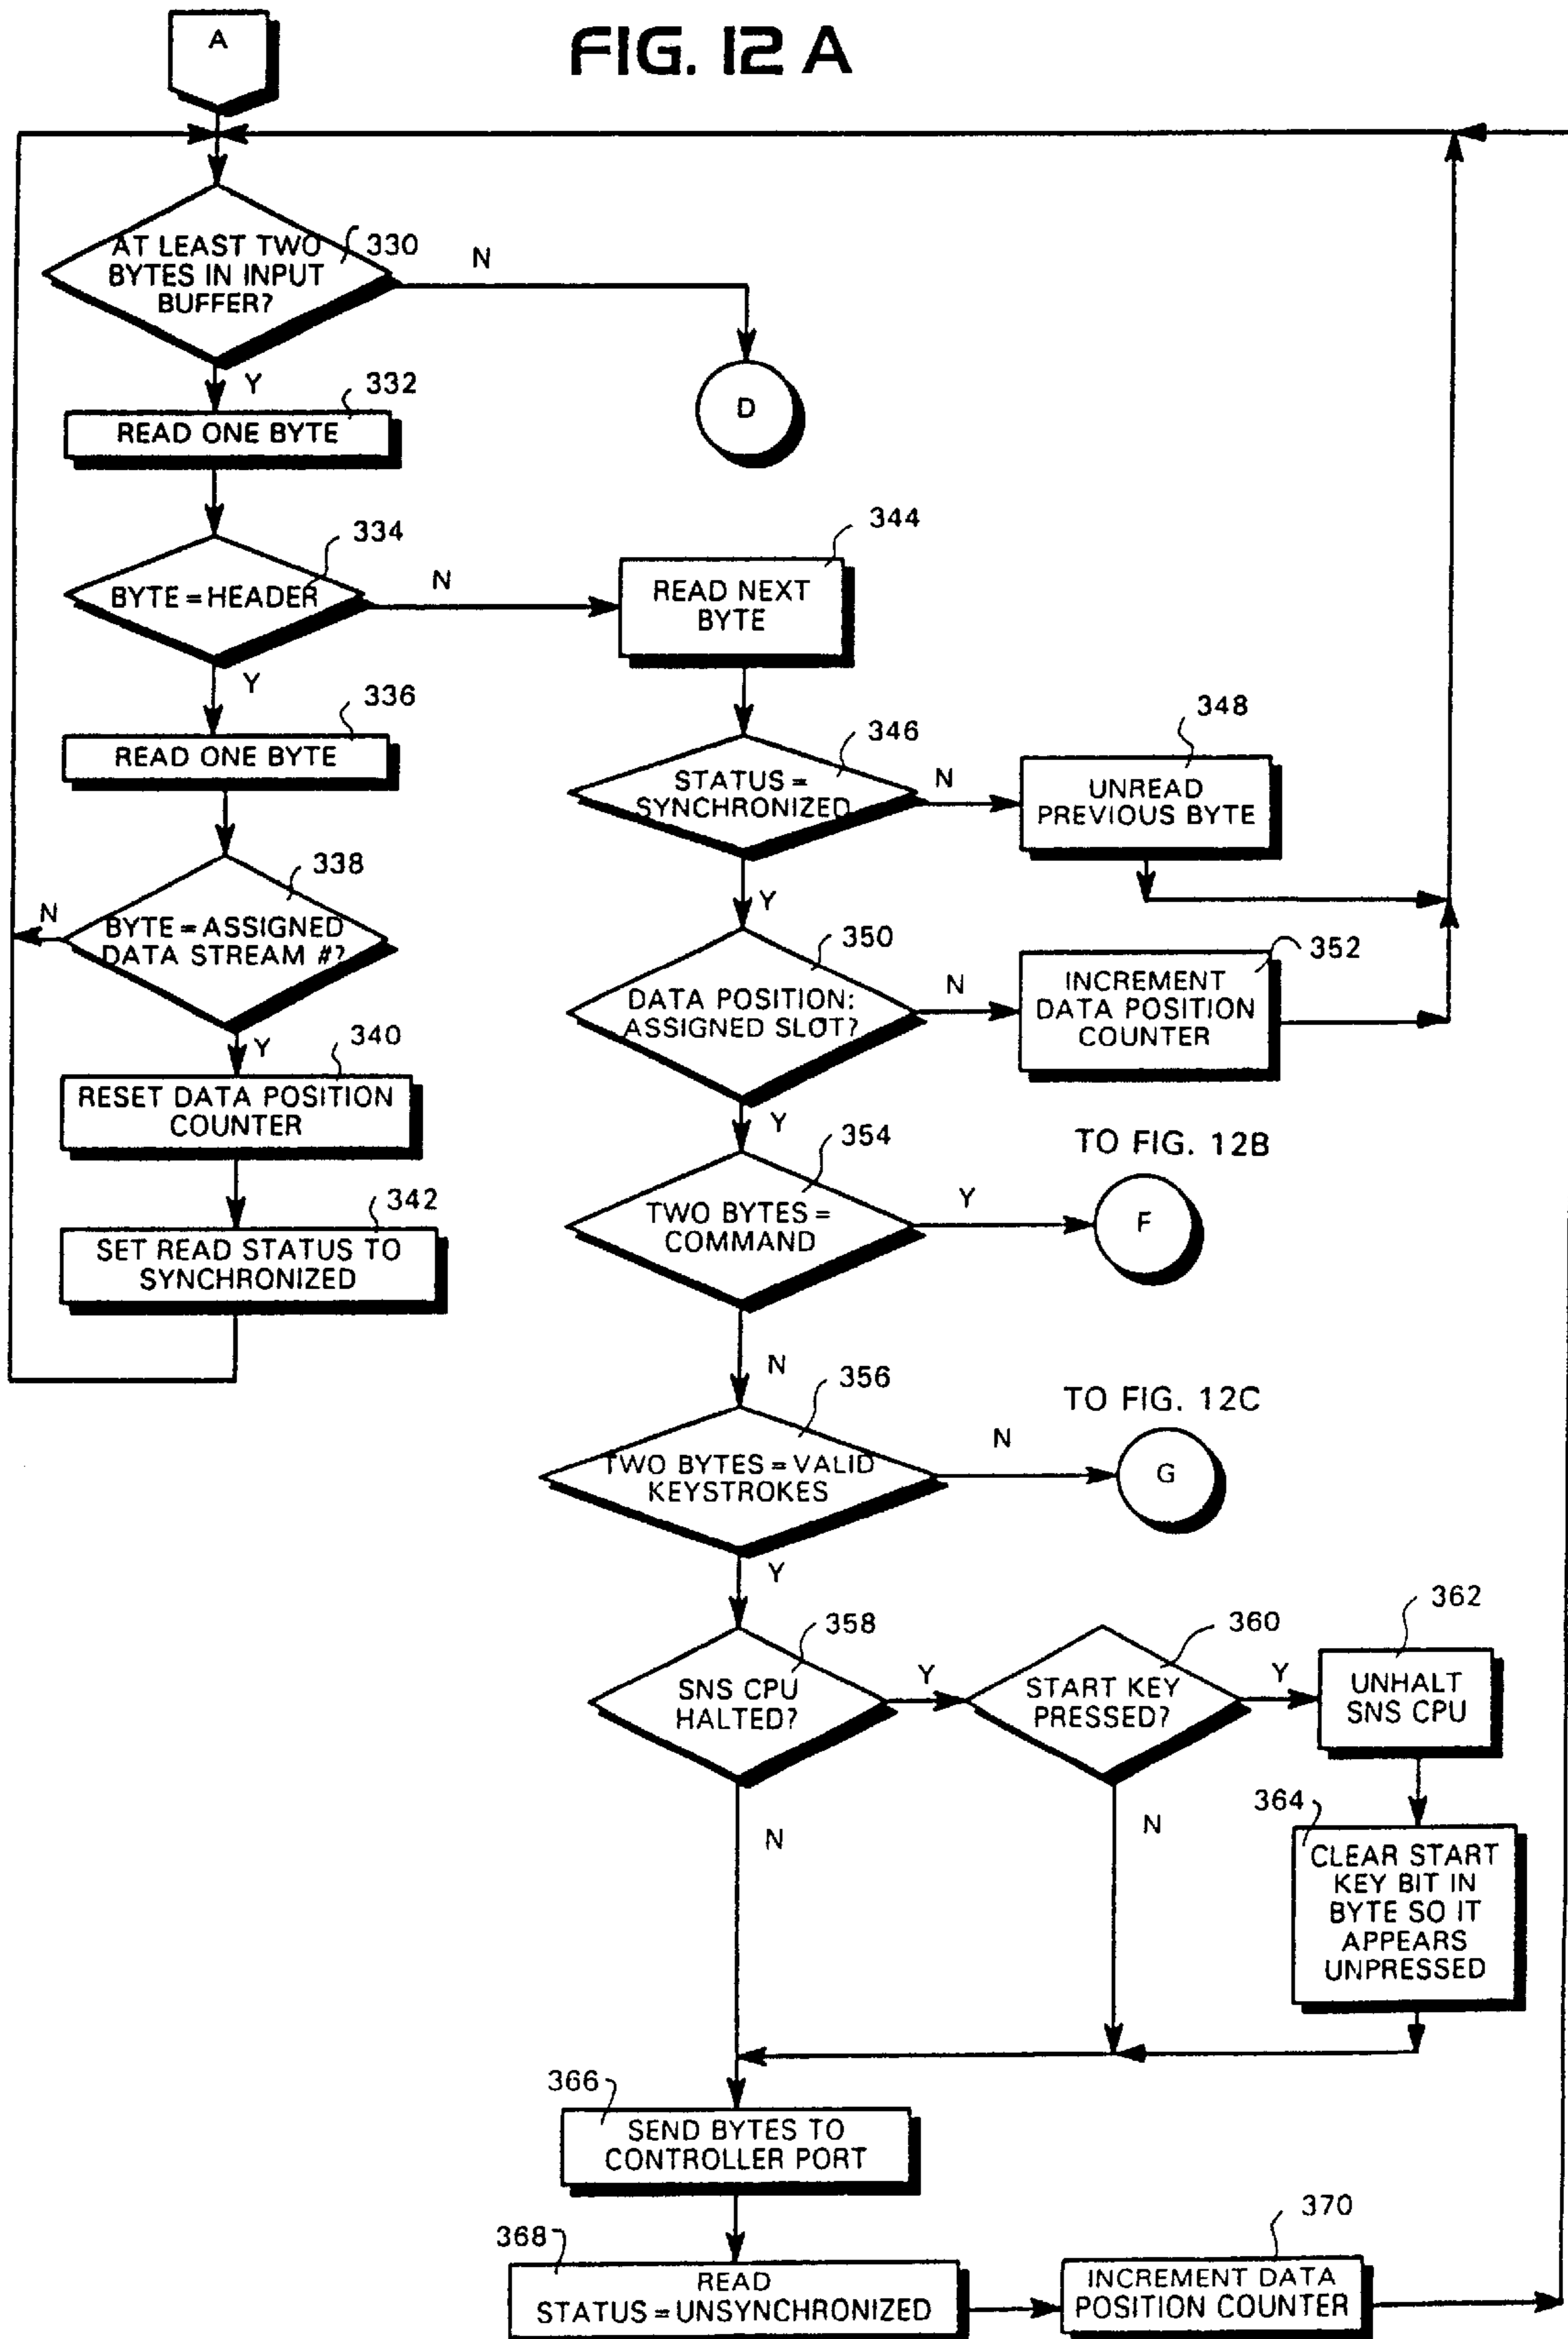 FIG. 12 A
A
AT LEAST TWO
BYTES IN INPUT
BUFFER?
330
N
D
Y
332
READ ONE BYTE
334
BYTE = HEADER
N
344
READ NEXT
BYTE
Y
336
READ ONE BYTE
346
STATUS =
SYNCHRONIZED
N
348
UNREAD
PREVIOUS BYTE
338
BYTE = ASSIGNED
DATA STREAM #?
N
Y
350
DATA POSITION:
ASSIGNED SLOT?
N
352
INCREMENT
DATA POSITION
COUNTER
Y
340
RESET DATA POSITION
COUNTER
Y
354
TWO BYTES =
COMMAND
Y
TO FIG. 12B
F
342
SET READ STATUS TO
SYNCHRONIZED
N
356
TWO BYTES = VALID
KEYSTROKES
N
TO FIG. 12C
G
Y
358
SNS CPU
HALTED?
Y
360
START KEY
PRESSED?
Y
362
UNHALT
SNS CPU
N
N
364
CLEAR START
KEY BIT IN
BYTE SO IT
APPEARS
UNPRESSED
366
SEND BYTES TO
CONTROLLER PORT
368
READ
STATUS = UNSYNCHRONIZED
370
INCREMENT DATA
POSITION COUNTER